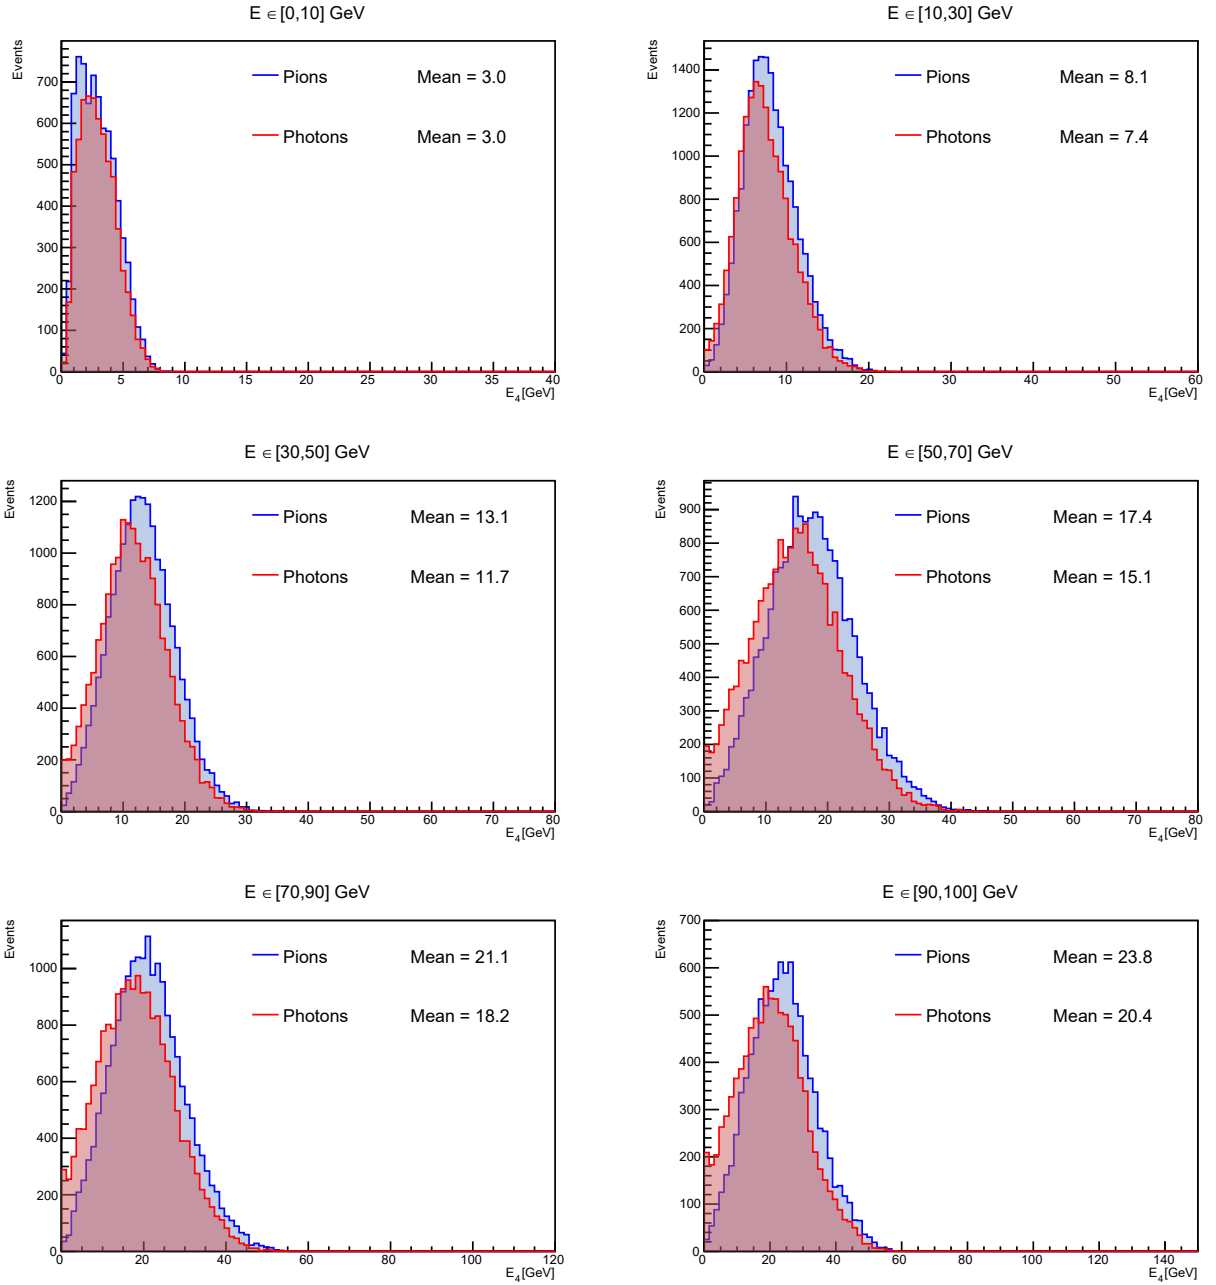 E ∈ [0,10] GeV
Events
Pions Mean = 3.0
Photons Mean = 3.0
700
600
500
400
300
200
100
0
0 5 10 15 20 25 30 35 40
E4[GeV]
E ∈ [10,30] GeV
Events
Pions Mean = 8.1
Photons Mean = 7.4
1400
1200
1000
800
600
400
200
0
0 10 20 30 40 50 60
E4[GeV]
E ∈ [30,50] GeV
Events
Pions Mean = 13.1
Photons Mean = 11.7
1200
1000
800
600
400
200
0
0 10 20 30 40 50 60 70 80
E4[GeV]
E ∈ [50,70] GeV
Events
Pions Mean = 17.4
Photons Mean = 15.1
900
800
700
600
500
400
300
200
100
0
0 10 20 30 40 50 60 70 80
E4[GeV]
E ∈ [70,90] GeV
Events
Pions Mean = 21.1
Photons Mean = 18.2
1000
800
600
400
200
0
0 20 40 60 80 100 120
E4[GeV]
E ∈ [90,100] GeV
Events
Pions Mean = 23.8
Photons Mean = 20.4
700
600
500
400
300
200
100
0
0 20 40 60 80 100 120 140
E4[GeV]